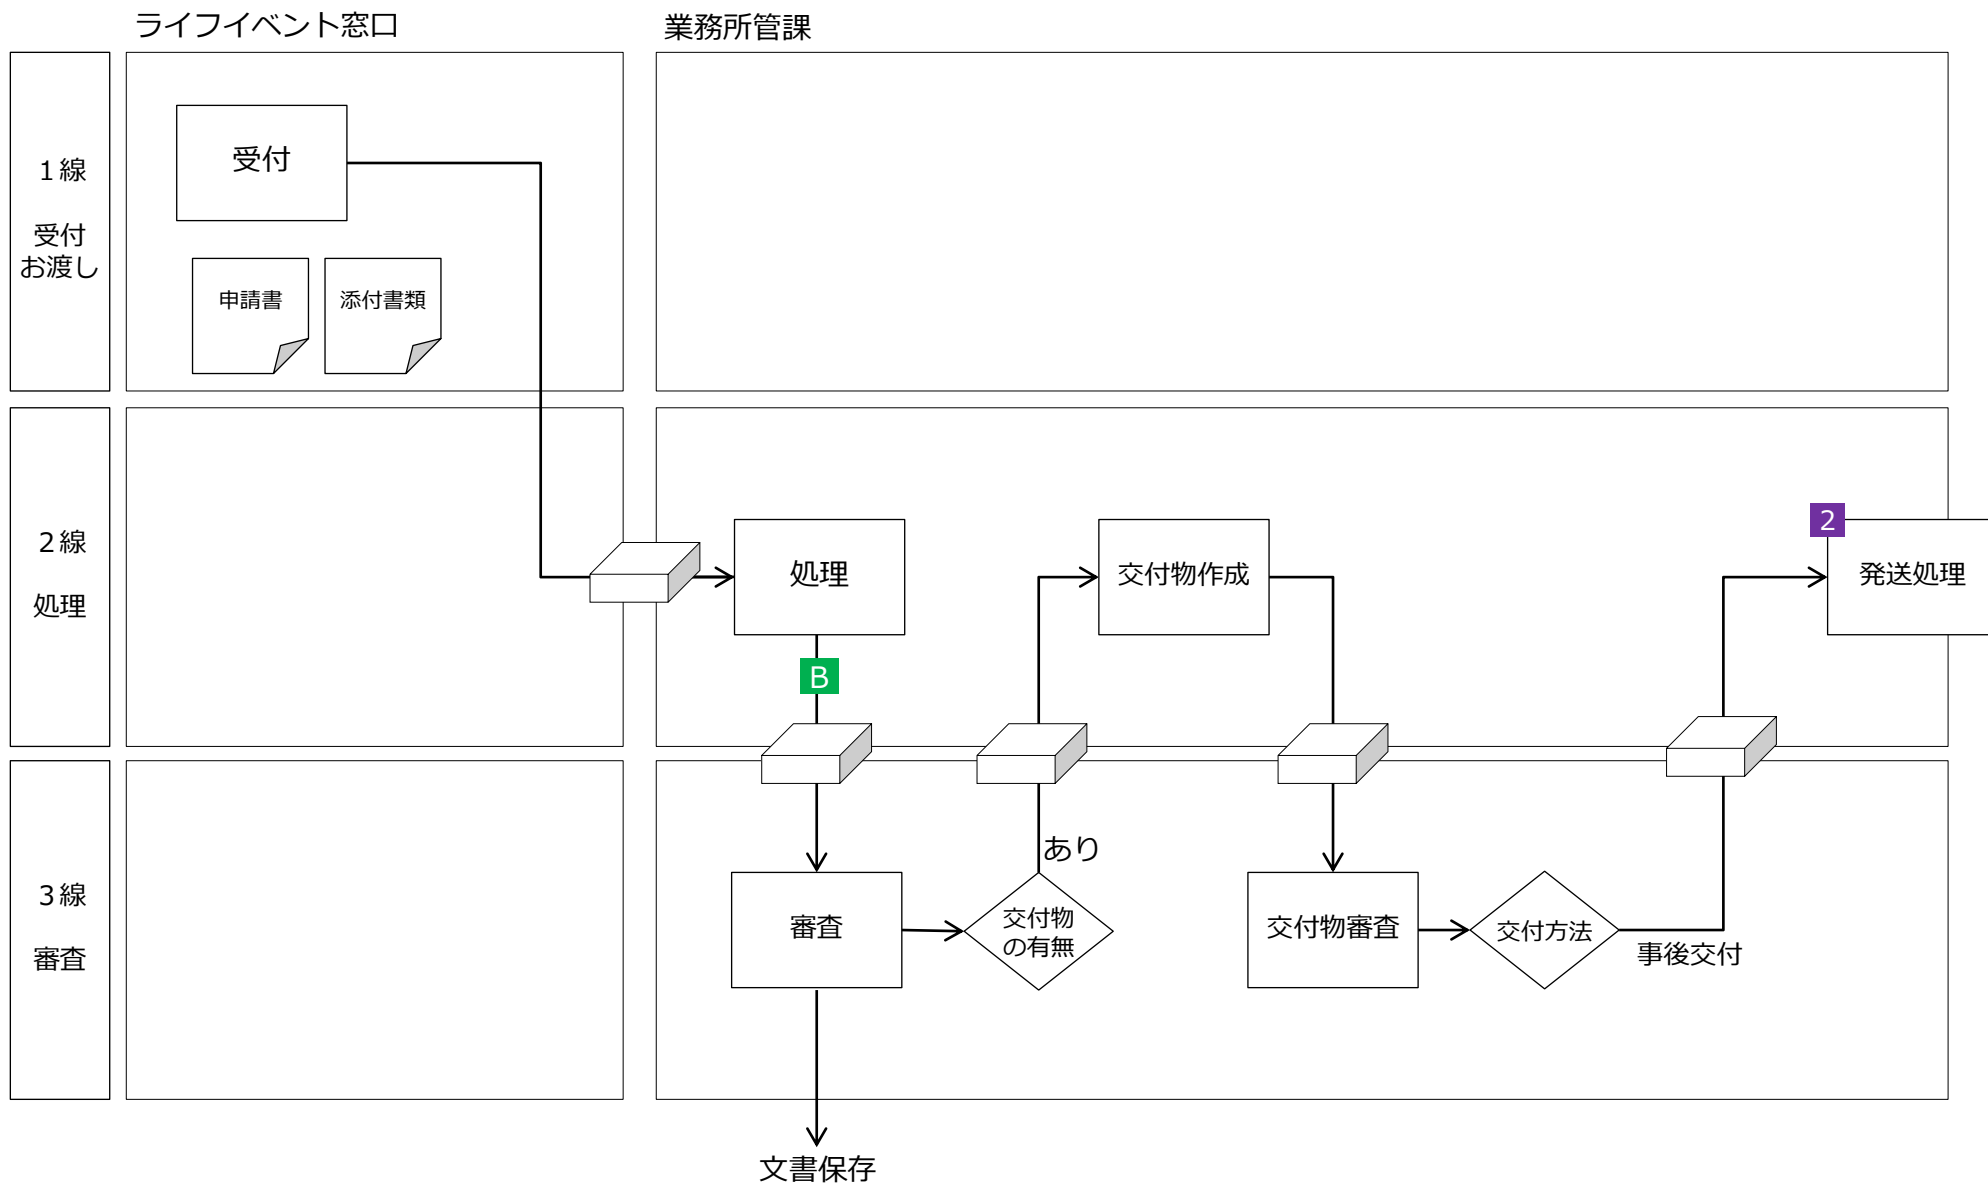 ライフイベント窓口
業務所管課
１線
受付
お渡し
受付
申請書
添付書類
２線
処理
処理
B
交付物作成
2
発送処理
３線
審査
審査
交付物
の有無
あり
交付物審査
交付方法
事後交付
文書保存